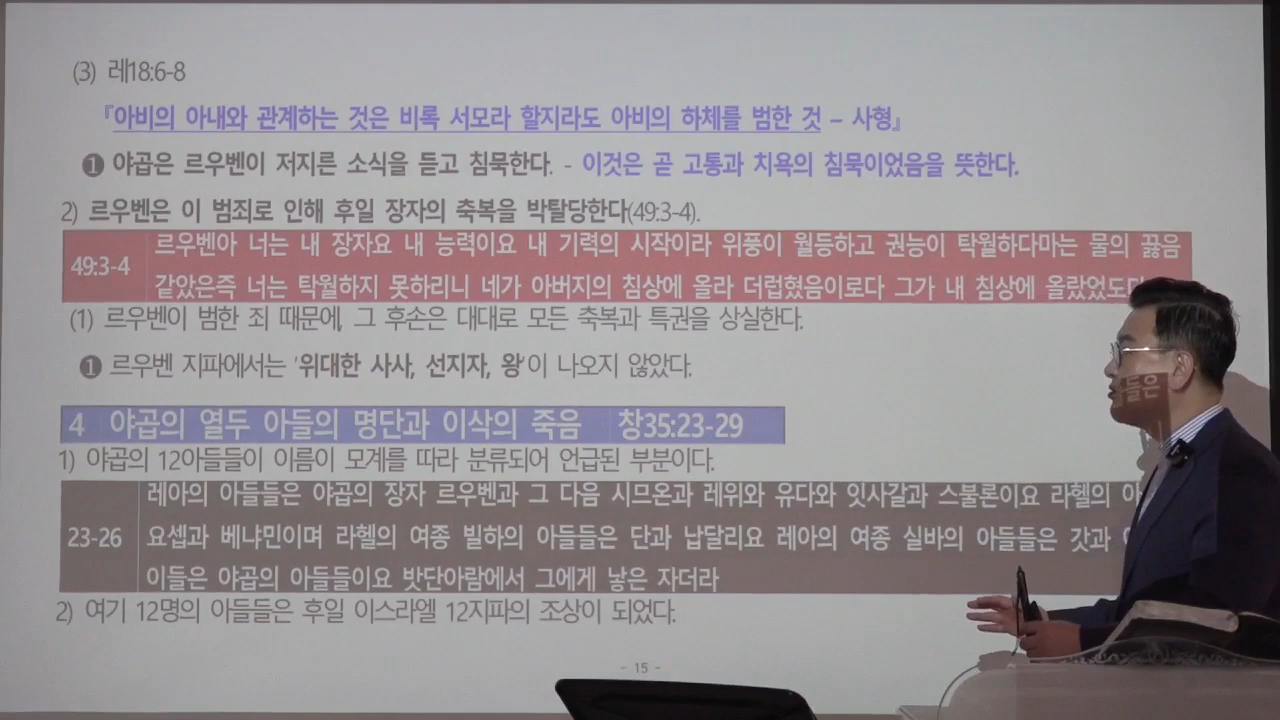 (3) 레18:6-8
『아비의 아내와 관계하는 것은 비록 서모라 할지라도 아비의 하체를 범한 것 – 사형』
❶ 야곱은 르우벤이 저지른 소식을 듣고 침묵한다. - 이것은 곧 고통과 치욕의 침묵이었음을 뜻한다.
2) 르우벤은 이 범죄로 인해 후일 장자의 축복을 박탈당한다(49:3-4).
르우벤아 너는 내 장자요 내 능력이요 내 기력의 시작이라 위풍이 월등하고 권능이 탁월하다마는 물의 끓음
49:3-4
같았은즉 너는 탁월하지 못하리니 네가 아버지의 침상에 올라 더럽혔음이로다 그가 내 침상에 올랐었도다
(1) 르우벤이 범한 죄 때문에, 그 후손은 대대로 모든 축복과 특권을 상실한다.
❶ 르우벤 지파에서는 '위대한 사사, 선지자, 왕'이 나오지 않았다.
4 야곱의 열두 아들의 명단과 이삭의 죽음 창35:23-29
1) 야곱의 12아들들이 이름이 모계를 따라 분류되어 언급된 부분이다.
레아의 아들들은 야곱의 장자 르우벤과 그 다음 시므온과 레위와 유다와 잇사갈과 스불론이요 라헬의
23-26 요셉과 베냐민이며 라헬의 여종 빌하의 아들들은 단과 납달리요 레아의 여종 실바의 아들들은 갓과
이들은 야곱의 아들들이요 밧단아람에서 그에게 낳은 자더라
2) 여기 12명의 아들들은 후일 이스라엘 12지파의 조상이 되었다.
- 15 -